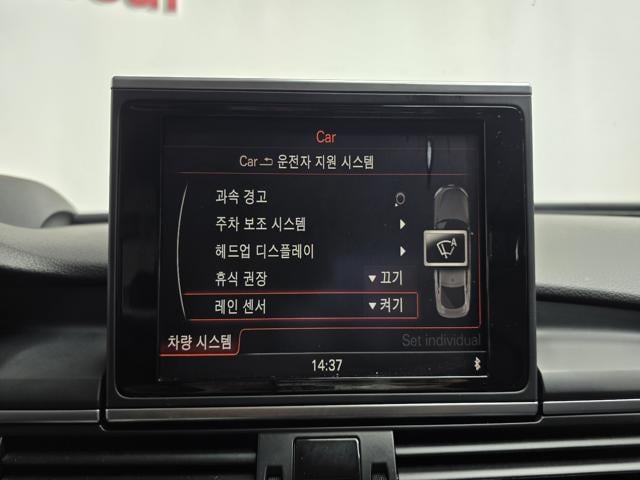 Car
Car 운전자 지원 시스템
과속 경고
주차 보조 시스템
헤드업 디스플레이
휴식 권장 ▼ 끄기
레인 센서 ▼ 켜기
A
차량 시스템 Set individual
14:37